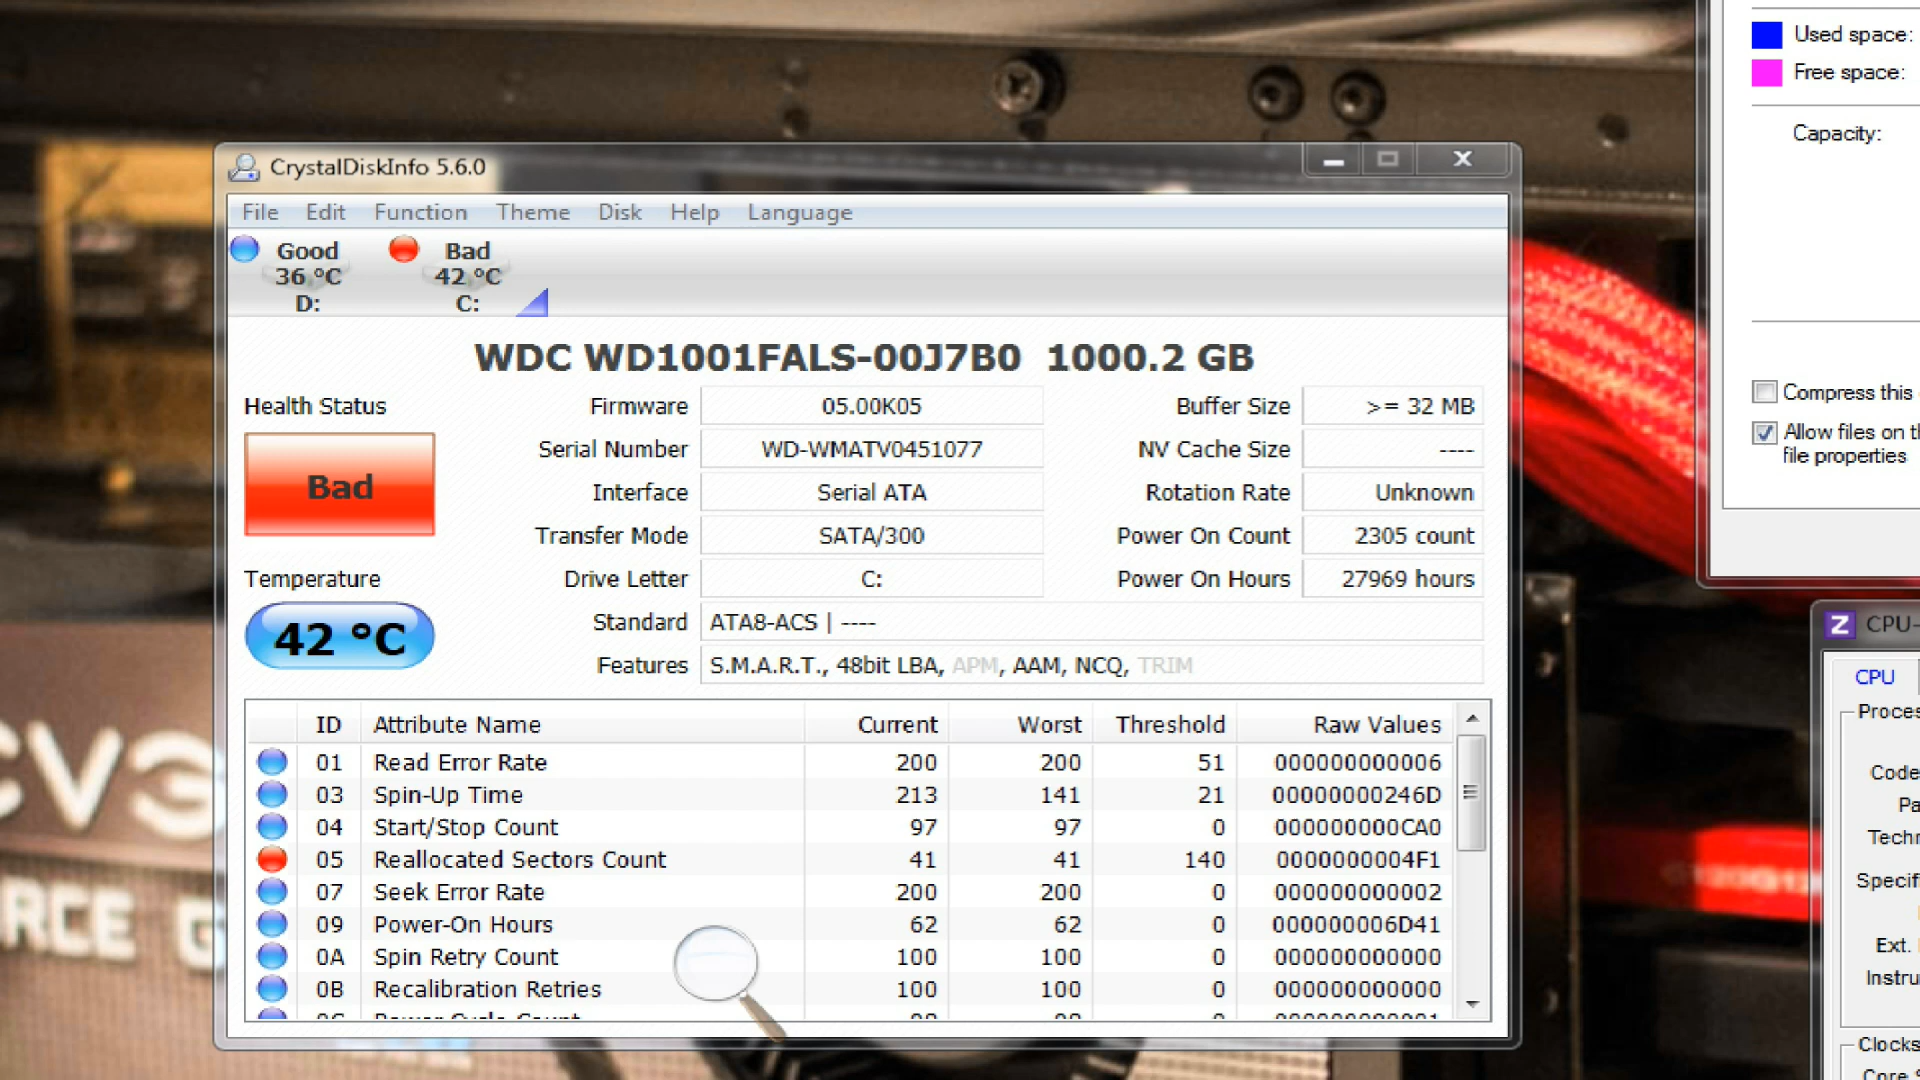 Used space:
Free space:
Capacity:
CrystalDiskInfo 5.6.0
File Edit Function Theme Disk Help Language
Good Bad
36 °C 42 °C
D: C:
WDC WD1001FALS-00J7B0 1000.2 GB
Health Status Firmware 05.00K05 Buffer Size >= 32 MB
Compress this
Allow files on
file properties
Bad
Serial Number WD-WMATV0451077 NV Cache Size ----
Interface Serial ATA Rotation Rate Unknown
Transfer Mode SATA/300 Power On Count 2305 count
Temperature Drive Letter C: Power On Hours 27969 hours
42 °C
Standard ATA8-ACS | ----
Features S.M.A.R.T., 48bit LBA, APM, AAM, NCQ, TRIM
ID Attribute Name Current Worst Threshold Raw Values
01 Read Error Rate 200 200 51 000000000006
03 Spin-Up Time 213 141 21 00000000246D
04 Start/Stop Count 97 97 0 000000000CA0
05 Reallocated Sectors Count 41 41 140 0000000004F1
07 Seek Error Rate 200 200 0 000000000002
09 Power-On Hours 62 62 0 000000006D41
0A Spin Retry Count 100 100 0 000000000000
0B Recalibration Retries 100 100 0 000000000000
Z CPU-
CPU
Proces
Code
Pa
Techn
Specif
Ext.
Instru
Clocks